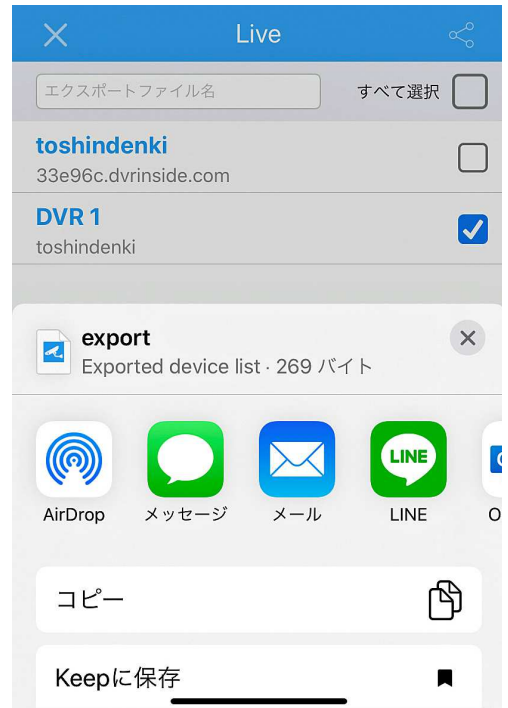 Live
エクスポートファイル名
すべて選択
toshindenki
33e96c.dvrinside.com
DVR 1
toshindenki
export
Exported device list · 269 バイト
LINE
AirDrop
メッセージ
メール
LINE
O
コピー
Keepに保存